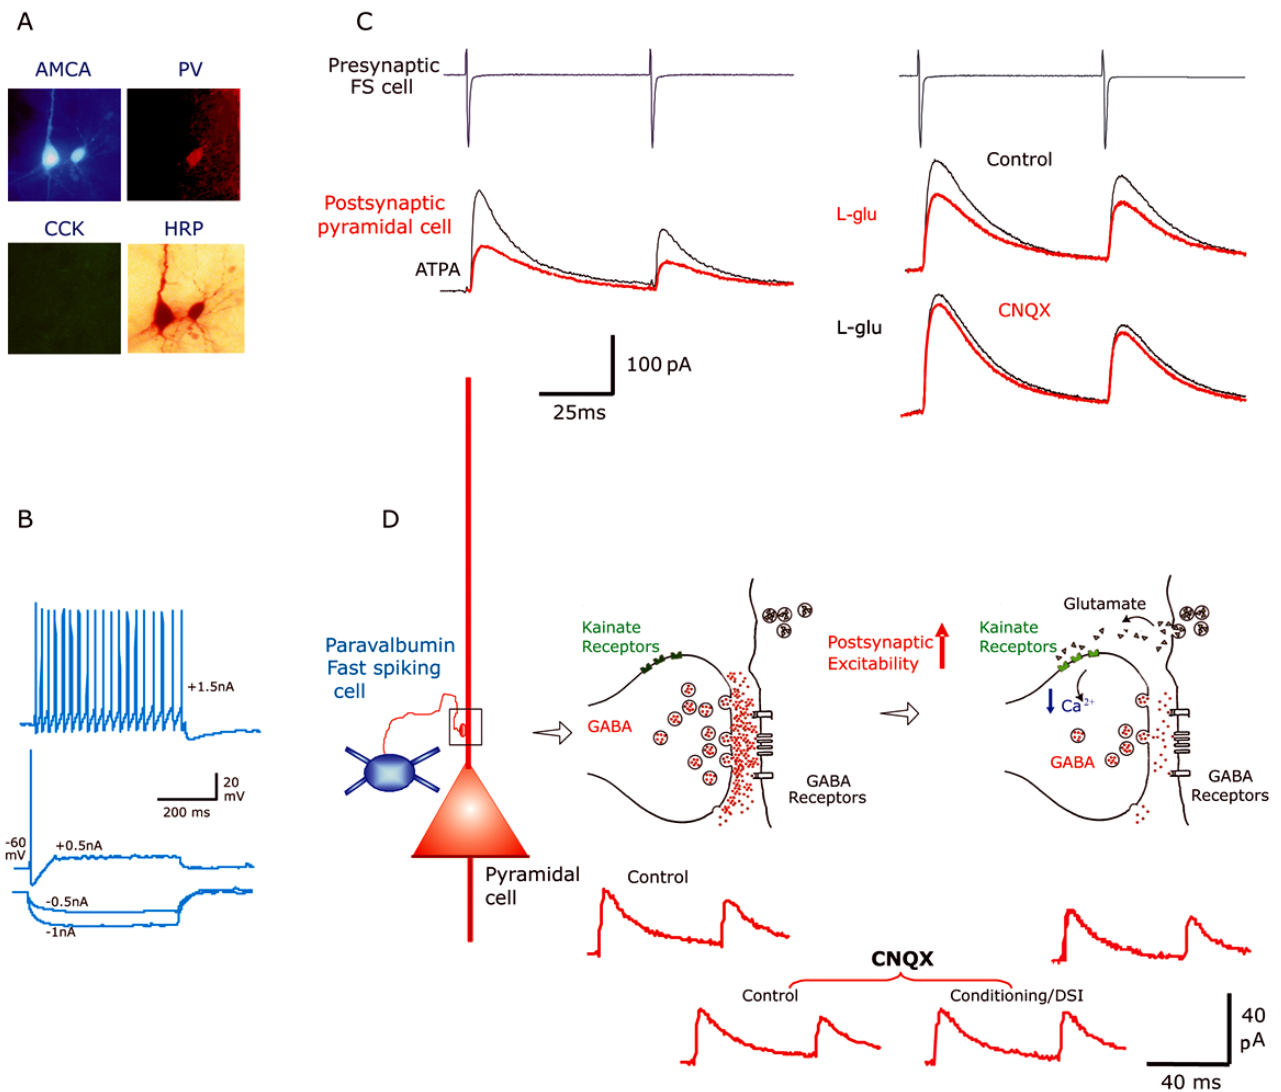 A
AMCA
PV
CCK
HRP
C
Presynaptic
FS cell
Postsynaptic
pyramidal cell
ATPA
100 pA
25ms
Control
L-glu
CNQX
L-glu
B
+1.5nA
20
mV
200 ms
-60
mV
+0.5nA
-0.5nA
-1nA
D
Paravalbumin
Fast spiking
cell
Pyramidal
cell
Kainate
Receptors
GABA
GABA
Receptors
Postsynaptic
Excitability
Glutamate
Kainate
Receptors
Ca2+
GABA
GABA
Receptors
Control
CNQX
Control
Conditioning/DSI
40
pA
40 ms